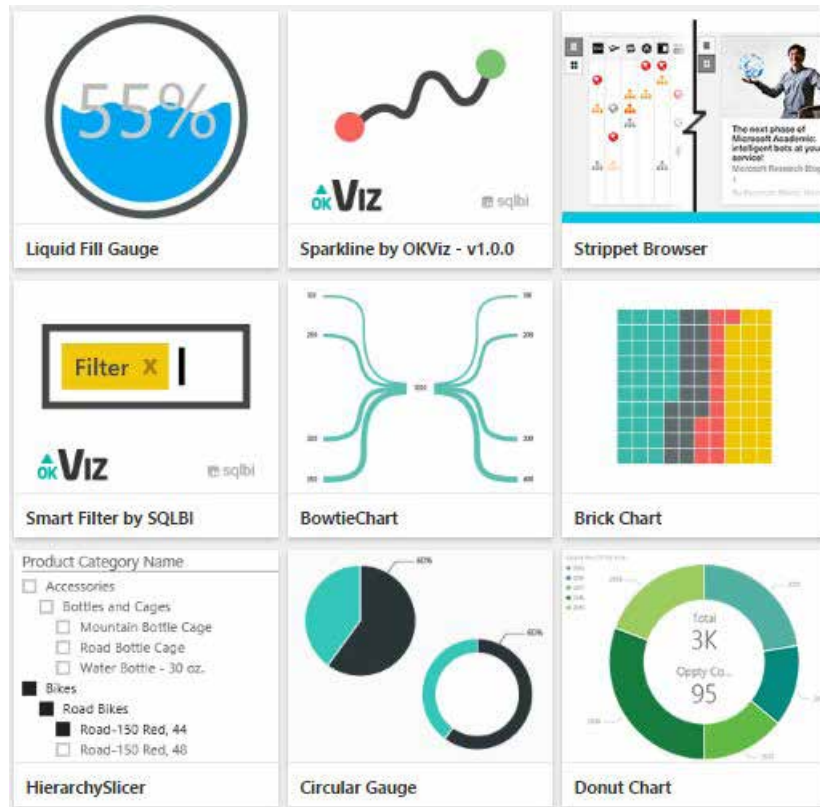 55%
OK VIZ
sqlbi
The next phase of
Microsoft Academic:
intelligent bots at your
service!
Microsoft Research Blog
Liquid Fill Gauge
Sparkline by OKViz - v1.0.0
Strippet Browser
Filter x
OK VIZ
sqlbi
Smart Filter by SQLBI
BowtieChart
Brick Chart
Product Category Name
Accessories
Bottles and Cages
Mountain Bottle Cage
Road Bottle Cage
Water Bottle - 30 oz.
Bikes
Road Bikes
Road-150 Red, 44
Road-150 Red, 48
60%
60%
Total
3K
Oppty Co...
95
HierarchySlicer
Circular Gauge
Donut Chart